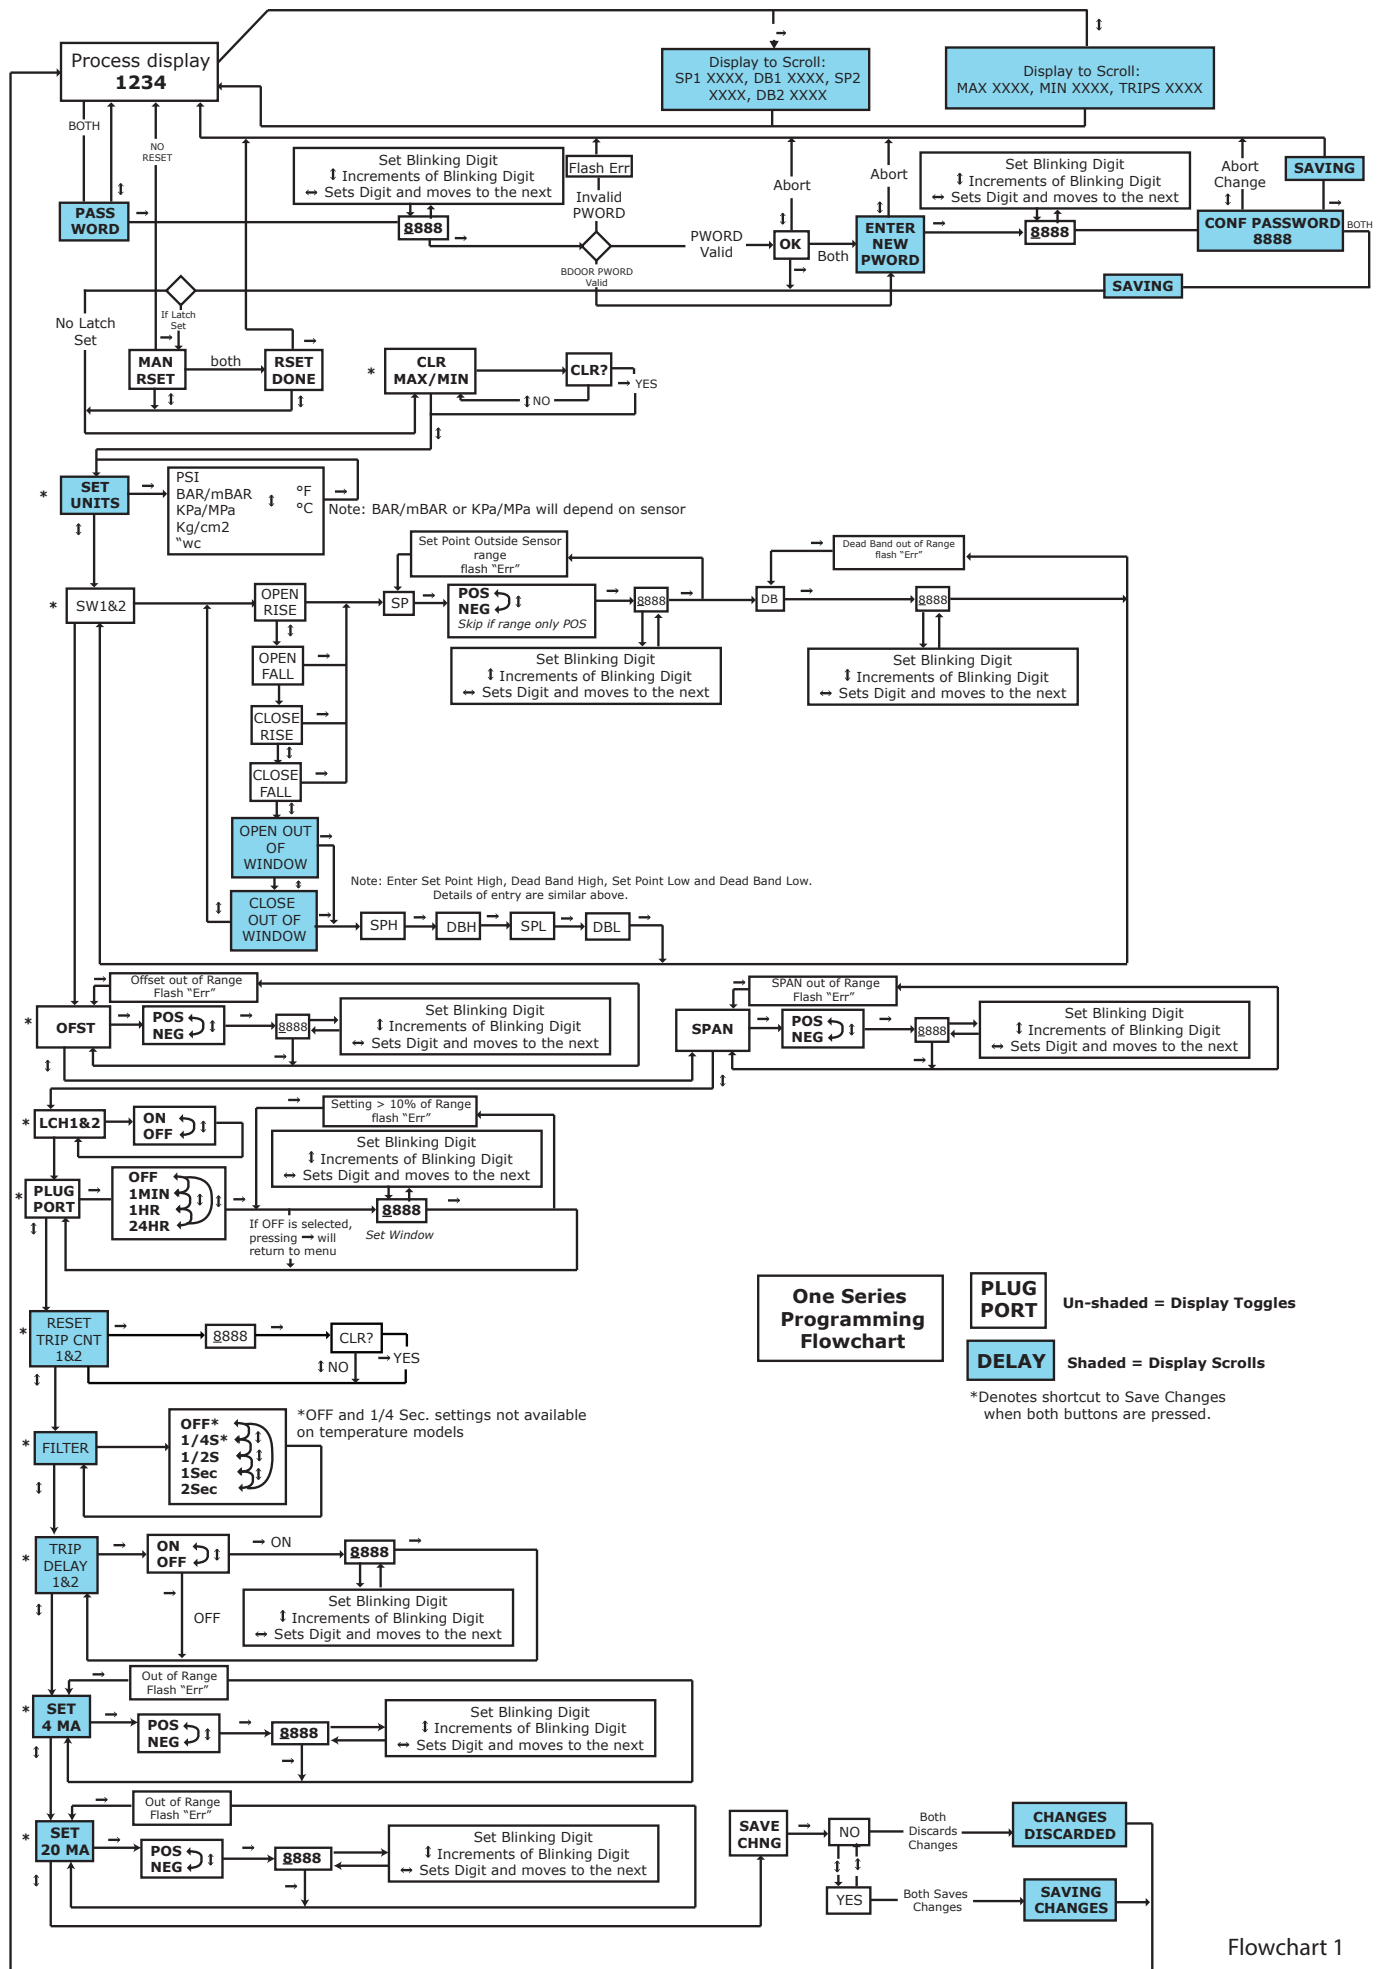 Process display
1234
Display to Scroll:
SP1 XXXX, DB1 XXXX, SP2
XXXX, DB2 XXXX
Display to Scroll:
MAX XXXX, MIN XXXX, TRIPS XXXX
BOTH
NO
RESET
PASS
WORD
Set Blinking Digit
↕ Increments of Blinking Digit
↔ Sets Digit and moves to the next
8888
Flash Err
Invalid
PWORD
BDOOR PWORD
Valid
PWORD
Valid
Abort
OK
Both
Abort
ENTER
NEW
PWORD
Set Blinking Digit
↕ Increments of Blinking Digit
↔ Sets Digit and moves to the next
8888
Abort
Change
SAVING
CONF PASSWORD
8888
BOTH
SAVING
No Latch
Set
If Latch
Set
MAN
RSET
both
RSET
DONE
*
CLR
MAX/MIN
CLR?
→ YES
↕ NO
*
SET
UNITS
PSI
BAR/mBAR
KPa/MPa
Kg/cm2
“wc
↕
°F
°C
Note: BAR/mBAR or KPa/MPa will depend on sensor
*
SW1&2
OPEN
RISE
OPEN
FALL
CLOSE
RISE
CLOSE
FALL
OPEN OUT
OF
WINDOW
CLOSE
OUT OF
WINDOW
Set Point Outside Sensor
range
flash “Err”
SP
POS
NEG
Skip if range only POS
8888
Set Blinking Digit
↕ Increments of Blinking Digit
↔ Sets Digit and moves to the next
Dead Band out of Range
flash “Err”
DB
8888
Set Blinking Digit
↕ Increments of Blinking Digit
↔ Sets Digit and moves to the next
Note: Enter Set Point High, Dead Band High, Set Point Low and Dead Band Low.
Details of entry are similar above.
SPH
DBH
SPL
DBL
Offset out of Range
Flash “Err”
*
OFST
POS
NEG
8888
Set Blinking Digit
↕ Increments of Blinking Digit
↔ Sets Digit and moves to the next
SPAN out of Range
Flash “Err”
SPAN
POS
NEG
8888
Set Blinking Digit
↕ Increments of Blinking Digit
↔ Sets Digit and moves to the next
*
LCH1&2
ON
OFF
Setting > 10% of Range
flash “Err”
Set Blinking Digit
↕ Increments of Blinking Digit
↔ Sets Digit and moves to the next
*
PLUG
PORT
OFF
1MIN
1HR
24HR
If OFF is selected,
pressing → will
return to menu
8888
Set Window
One Series
Programming
Flowchart
PLUG
PORT
Un-shaded = Display Toggles
DELAY
Shaded = Display Scrolls
*Denotes shortcut to Save Changes
when both buttons are pressed.
*
RESET
TRIP CNT
1&2
8888
CLR?
↕ NO
→ YES
*
FILTER
OFF*
1/4S*
1/2S
1Sec
2Sec
*OFF and 1/4 Sec. settings not available
on temperature models
*
TRIP
DELAY
1&2
ON
OFF
→ ON
OFF
8888
Set Blinking Digit
↕ Increments of Blinking Digit
↔ Sets Digit and moves to the next
Out of Range
Flash “Err”
*
SET
4 MA
POS
NEG
8888
Set Blinking Digit
↕ Increments of Blinking Digit
↔ Sets Digit and moves to the next
Out of Range
Flash “Err”
*
SET
20 MA
POS
NEG
8888
Set Blinking Digit
↕ Increments of Blinking Digit
↔ Sets Digit and moves to the next
SAVE
CHNG
NO
YES
Both
Discards
Changes
CHANGES
DISCARDED
Both Saves
Changes
SAVING
CHANGES
Flowchart 1